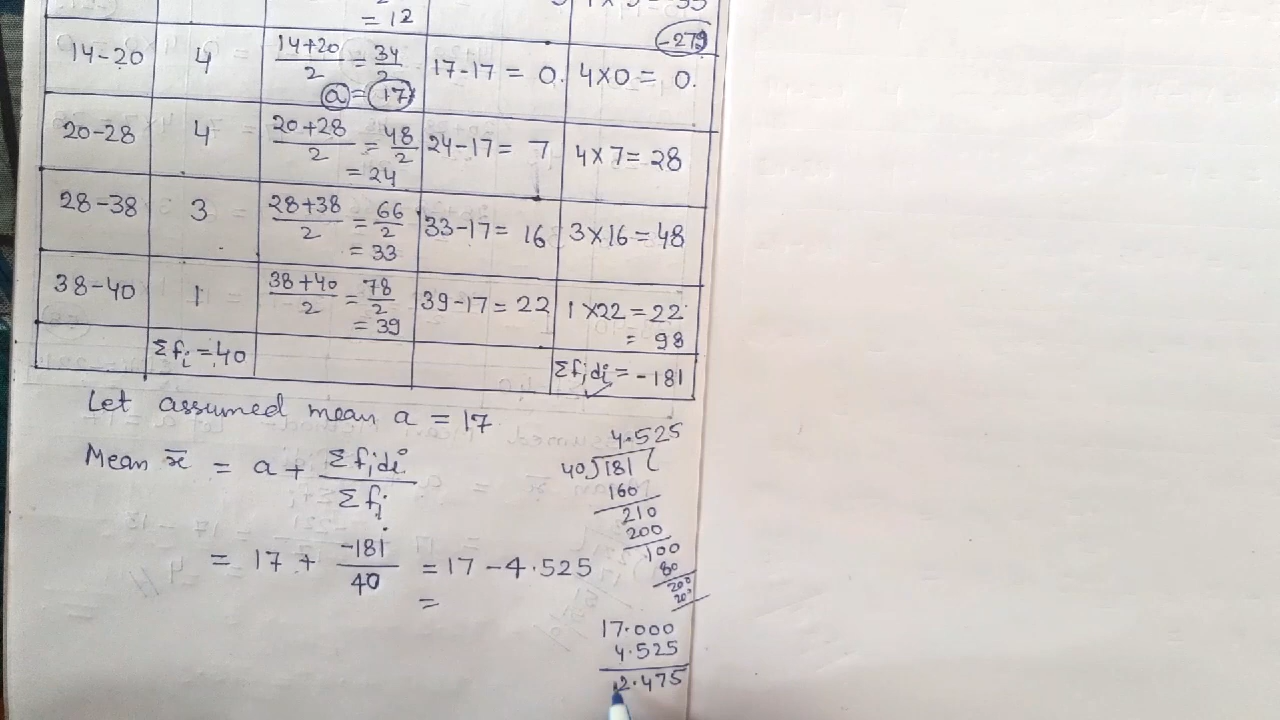 = 12
-279
14-20 4 14+20/2 = 34/2 17-17 = 0. 4×0 = 0.
a = 17
20-28 4 20+28/2 = 48/2 24-17 = 7 4×7 = 28
= 24
28-38 3 28+38/2 = 66/2 33-17 = 16 3×16 = 48
= 33
38-40 1 38+40/2 = 78/2 39-17 = 22 1×22 = 22
= 39 = 98
Σfi = 40 Σfidi = -181
Let assumed mean a = 17
Mean x̄ = a + Σfidi/Σfi
= 17 + -181/40 = 17 - 4.525
=
4.525
40)181(
160
210
200
100
80
200
200
17.000
4.525
12.475